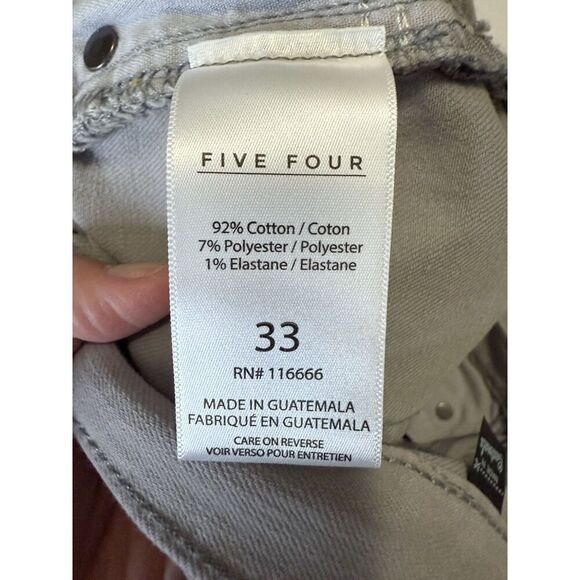 FIVE FOUR
92% Cotton / Coton
7% Polyester / Polyester
1% Elastane / Elastane
33
RN# 116666
MADE IN GUATEMALA
FABRIQUÉ EN GUATEMALA
CARE ON REVERSE
VOIR VERSO POUR ENTRETIEN